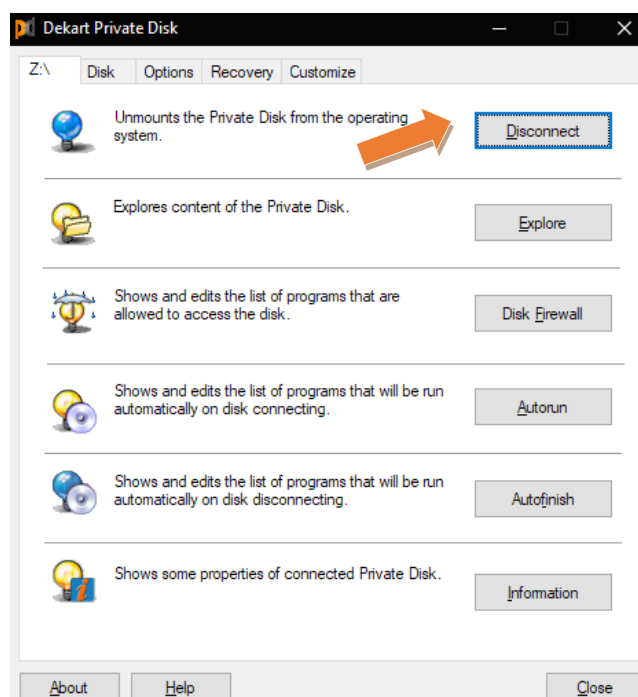 Dekart Private Disk
Z:\ Disk Options Recovery Customize
Unmounts the Private Disk from the operating
system.
Disconnect
Explores content of the Private Disk.
Explore
Shows and edits the list of programs that are
allowed to access the disk.
Disk Firewall
Shows and edits the list of programs that will be run
automatically on disk connecting.
Autorun
Shows and edits the list of programs that will be run
automatically on disk disconnecting.
Autofinish
Shows some properties of connected Private Disk.
Information
About Help Close